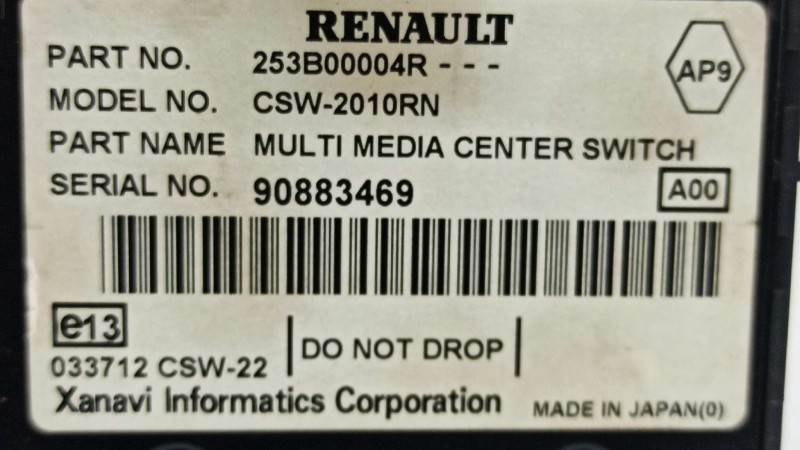 RENAULT
PART NO. 253B00004R - - -
AP9
MODEL NO. CSW-2010RN
PART NAME MULTI MEDIA CENTER SWITCH
SERIAL NO. 90883469 A00
e13
033712 CSW-22 DO NOT DROP
Xanavi Informatics Corporation MADE IN JAPAN(0)